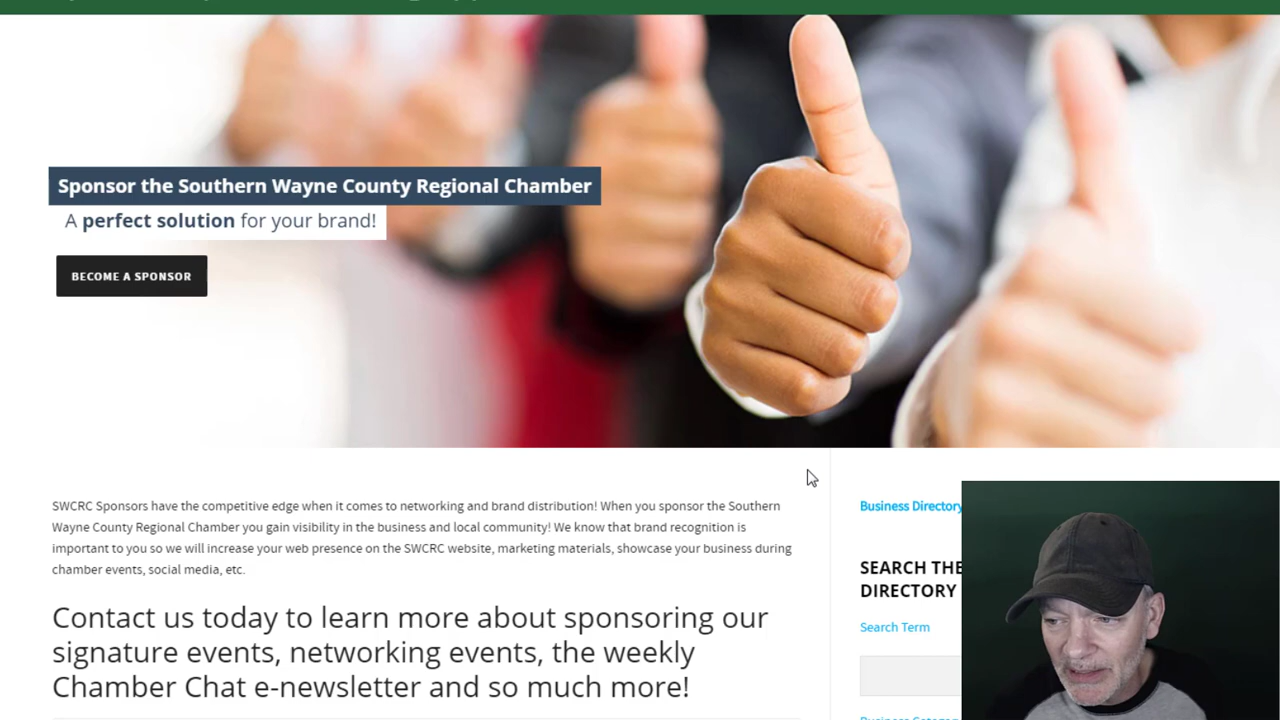 Sponsor the Southern Wayne County Regional Chamber
A perfect solution for your brand!
BECOME A SPONSOR
SWCRC Sponsors have the competitive edge when it comes to networking and brand distribution! When you sponsor the Southern
Wayne County Regional Chamber you gain visibility in the business and local community! We know that brand recognition is
important to you so we will increase your web presence on the SWCRC website, marketing materials, showcase your business during
chamber events, social media, etc.
Contact us today to learn more about sponsoring our
signature events, networking events, the weekly
Chamber Chat e-newsletter and so much more!
Business Directory
SEARCH THE
DIRECTORY
Search Term